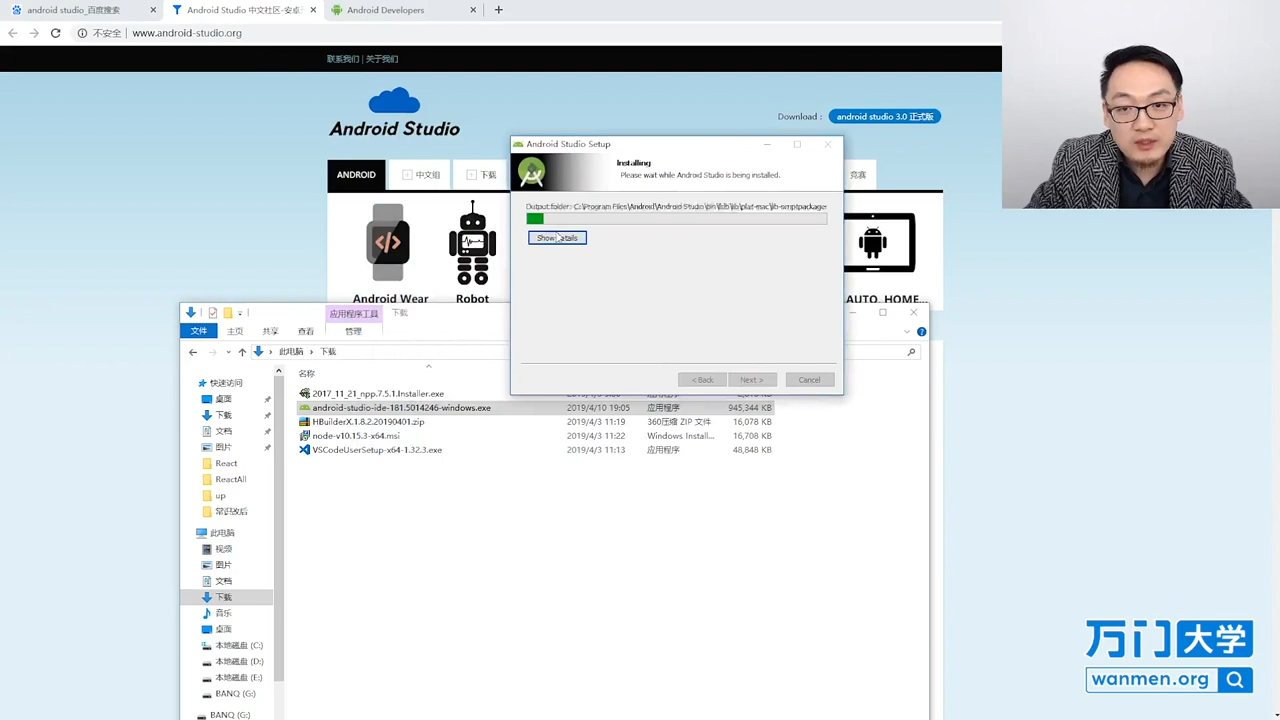 android studio_百度搜索
Android Studio 中文社区-安卓
Android Developers
不安全 | www.android-studio.org
联系我们 | 关于我们
Android Studio
Download :
android studio 3.0 正式版
ANDROID
中文组
下载
竞赛
Android Wear
Robot
AUTO, HOME...
Android Studio Setup
Installing
Please wait while Android Studio is being installed.
Output folder:
Show details
< Back
Next >
Cancel
应用程序工具
下载
文件
主页
共享
查看
管理
此电脑
下载
名称
2017_11_21_npp.7.5.1.Installer.exe
android-studio-ide-181.5014246-windows.exe
2019/4/10 19:05
应用程序
945,344 KB
HBuilderX.1.8.2.20190401.zip
2019/4/3 11:19
360压缩 ZIP 文件
16,078 KB
node-v10.15.3-x64.msi
2019/4/3 11:22
Windows Install...
16,708 KB
VSCodeUserSetup-x64-1.32.3.exe
2019/4/3 11:13
应用程序
48,848 KB
快速访问
桌面
下载
文档
图片
React
ReactAll
up
此电脑
视频
图片
文档
下载
音乐
桌面
本地磁盘 (C:)
本地磁盘 (D:)
本地磁盘 (E:)
BANQ (G:)
BANQ (G:)
万门大学
wanmen.org